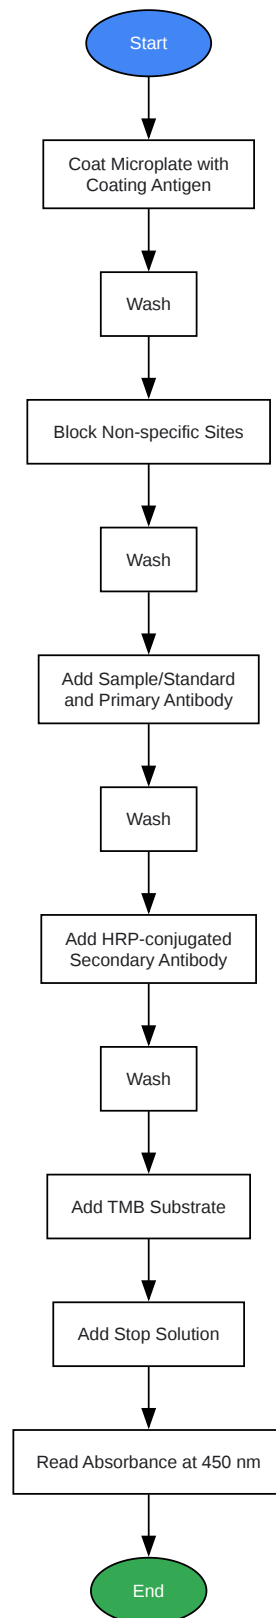 Start
Coat Microplate with
Coating Antigen
Wash
Block Non-specific Sites
Wash
Add Sample/Standard
and Primary Antibody
Wash
Add HRP-conjugated
Secondary Antibody
Wash
Add TMB Substrate
Add Stop Solution
Read Absorbance at 450 nm
End